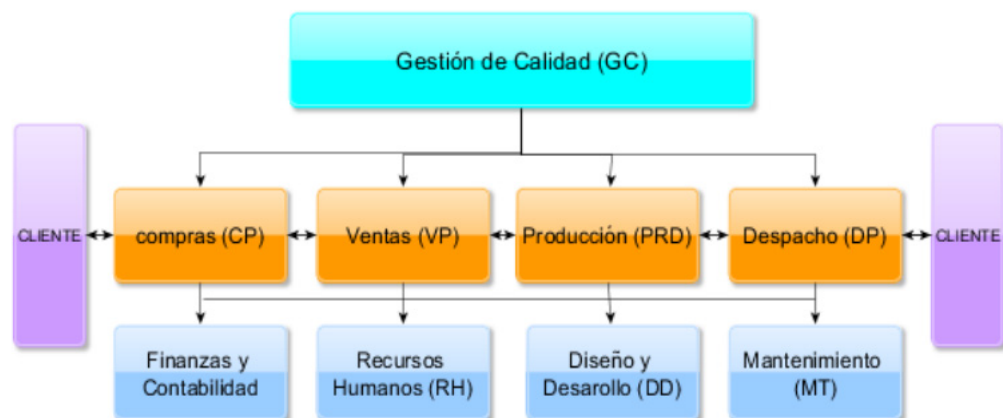 Gestión de Calidad (GC)
CLIENTE
compras (CP)
Ventas (VP)
Producción (PRD)
Despacho (DP)
CLIENTE
Finanzas y
Contabilidad
Recursos
Humanos (RH)
Diseño y
Desarollo (DD)
Mantenimiento
(MT)